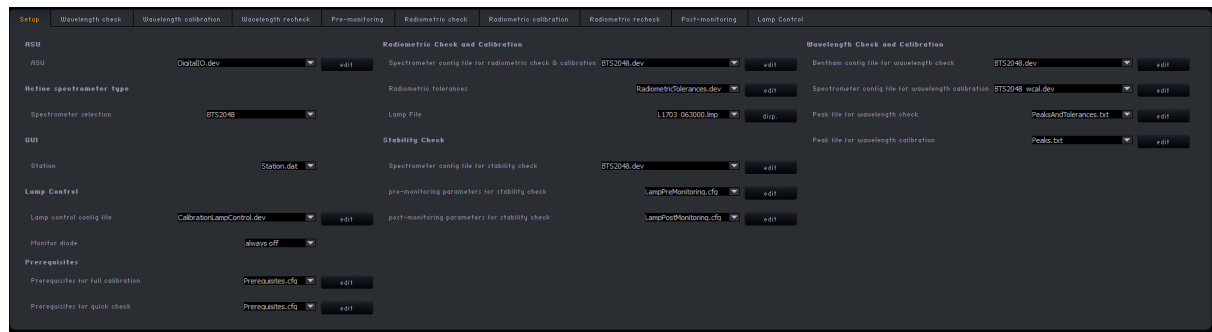 Setup Wavelength check Wavelength calibration Wavelength recheck Pre-monitoring Radiometric check Radiometric calibration Radiometric recheck Post-monitoring Lamp Control
ASU
ASU DigitalIO.dev edit
Active spectrometer type
Spectrometer selection BTS2048
GUI
Station Station.dat
Lamp Control
Lamp control config file CalibrationLampControl.dev edit
Monitor diode always off
Prerequisites
Prerequisites for full calibration Prerequisites.cfg edit
Prerequisites for quick check Prerequisites.cfg edit
Radiometric Check and Calibration
Spectrometer config file for radiometric check & calibration BTS2048.dev edit
Radiometric tolerances RadiometricTolerances.dev edit
Lamp File L1703_063000.lmp disp.
Stability Check
Spectrometer config file for stability check BTS2048.dev edit
pre-monitoring parameters for stability check LampPreMonitoring.cfg edit
post-monitoring parameters for stability check LampPostMonitoring.cfg edit
Wavelength Check and Calibration
Bentham config file for wavelength check BTS2048.dev edit
Spectrometer config file for wavelength calibration BTS2048_wcal.dev edit
Peak file for wavelength check PeaksAndTolerances.txt edit
Peak file for wavelength calibration Peaks.txt edit